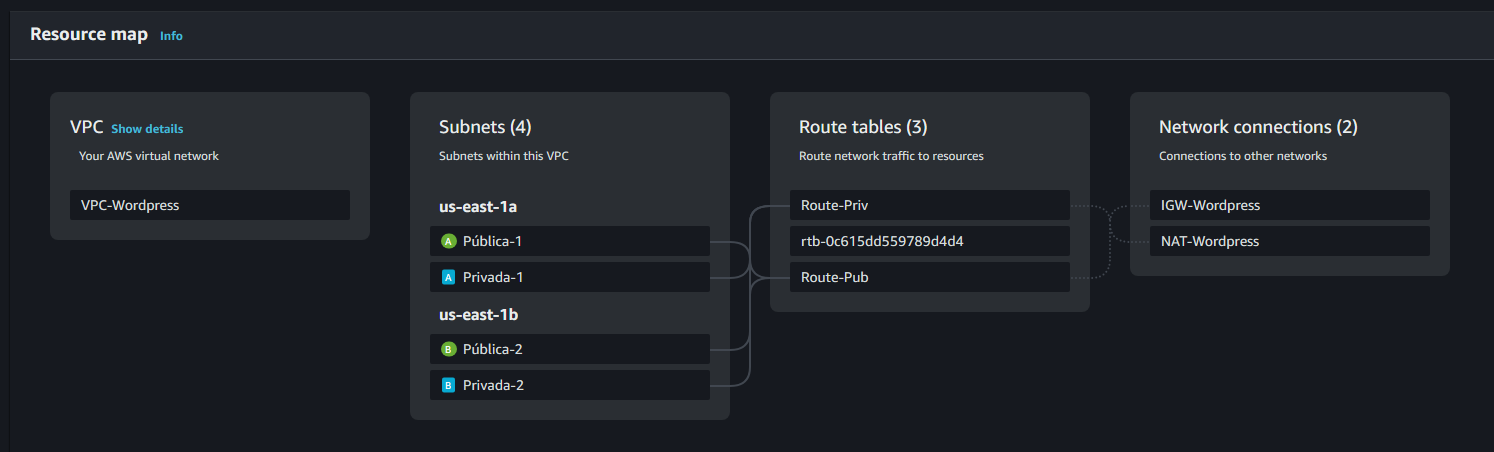 Resource map Info
VPC Show details
Your AWS virtual network
VPC-Wordpress
Subnets (4)
Subnets within this VPC
us-east-1a
A Pública-1
A Privada-1
us-east-1b
B Pública-2
B Privada-2
Route tables (3)
Route network traffic to resources
Route-Priv
rtb-0c615dd559789d4d4
Route-Pub
Network connections (2)
Connections to other networks
IGW-Wordpress
NAT-Wordpress